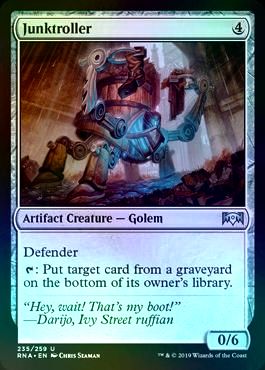 Junktroller 4
Artifact Creature — Golem
Defender
: Put target card from a graveyard
on the bottom of its owner's library.
"Hey, wait! That's my boot!"
—Darijo, Ivy Street ruffian
0/6
235/259 U
RNA • EN Chris Seaman
™ & © 2019 Wizards of the Coast